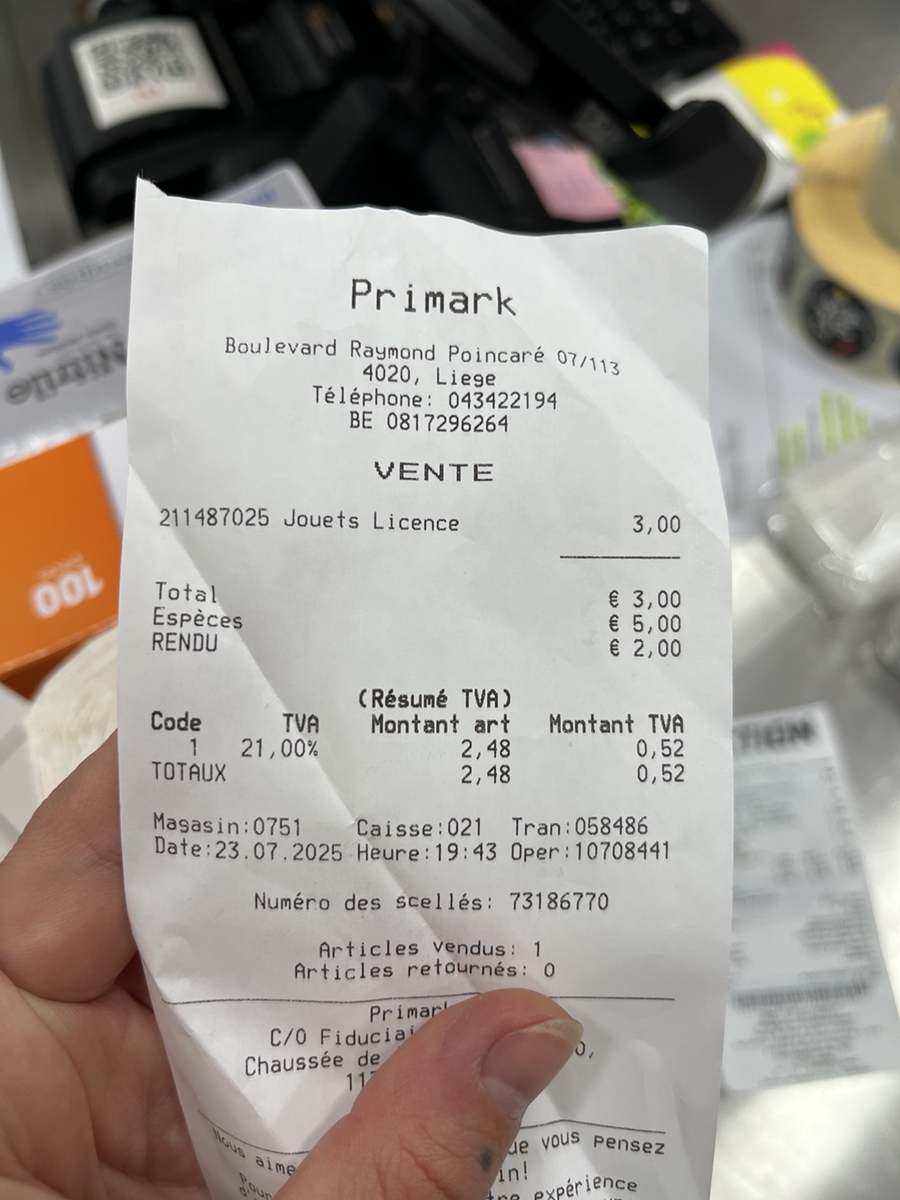 Primark
Boulevard Raymond Poincaré 07/113
4020, Liege
Téléphone: 043422194
BE 0817296264
VENTE
211487025 Jouets Licence 3,00
Total € 3,00
Espèces € 5,00
RENDU € 2,00
(Résumé TVA)
Code TVA Montant art Montant TVA
1 21,00% 2,48 0,52
TOTAUX 2,48 0,52
Magasin:0751 Caisse:021 Tran:058486
Date:23.07.2025 Heure:19:43 Oper:10708441
Numéro des scellés: 73186770
Articles vendus: 1
Articles retournés: 0
C/O
Chaussée de
Nous
vous pensez
expérience
Nitrile
100